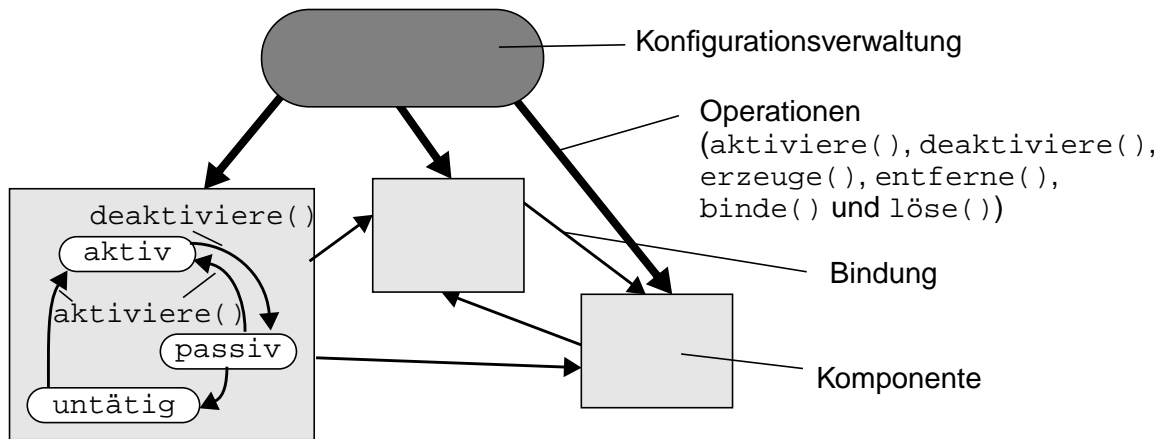 Konfigurationsverwaltung
Operationen
(aktiviere(), deaktiviere(),
erzeuge(), entferne(),
binde() und löse())
deaktiviere()
aktiv
aktiviere()
passiv
untätig
Bindung
Komponente